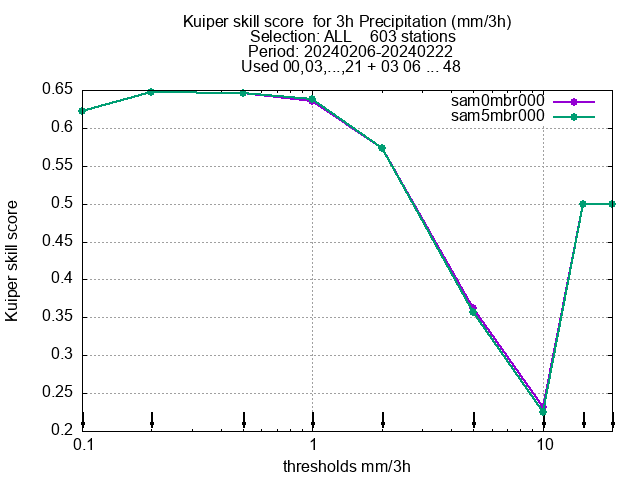 Kuiper skill score  for 3h Precipitation (mm/3h)
Selection: ALL    603 stations
Period: 20240206-20240222
Used 00,03,...,21 + 03 06 ... 48
sam0mbr000
sam5mbr000
0.65
0.6
0.55
0.5
0.45
0.4
0.35
0.3
0.25
0.2
Kuiper skill score
0.1 1 10
thresholds mm/3h